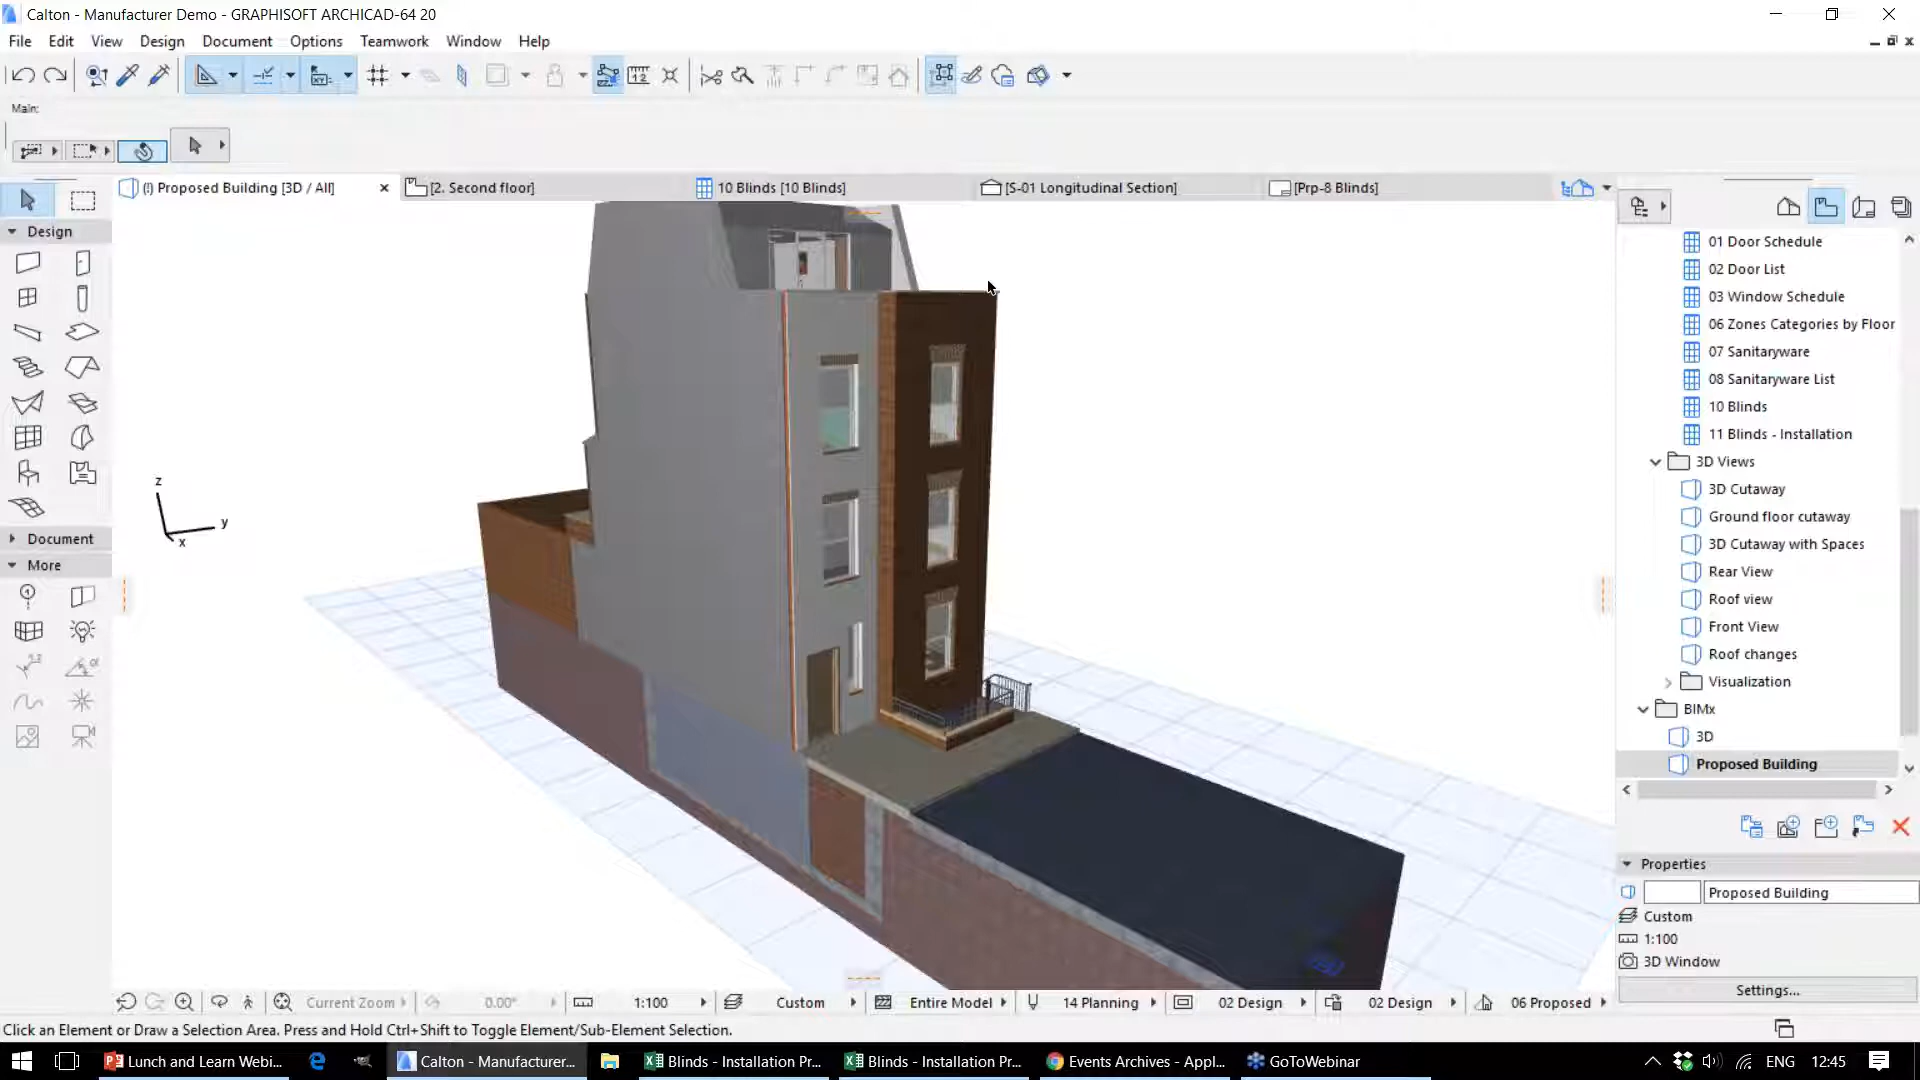 Calton - Manufacturer Demo - GRAPHISOFT ARCHICAD-64 20
File Edit View Design Document Options Teamwork Window Help
Main:
(!) Proposed Building [3D / All]
[2. Second floor]
10 Blinds [10 Blinds]
[S-01 Longitudinal Section]
[Prp-8 Blinds]
Design
Document
More
z
y
x
01 Door Schedule
02 Door List
03 Window Schedule
06 Zones Categories by Floor
07 Sanitaryware
08 Sanitaryware List
10 Blinds
11 Blinds - Installation
3D Views
3D Cutaway
Ground floor cutaway
3D Cutaway with Spaces
Rear View
Roof view
Front View
Roof changes
Visualization
BIMx
3D
Proposed Building
Properties
Proposed Building
Custom
1:100
3D Window
Settings...
Current Zoom 0.00° 1:100 Custom Entire Model 14 Planning 02 Design 02 Design 06 Proposed
Click an Element or Draw a Selection Area. Press and Hold Ctrl+Shift to Toggle Element/Sub-Element Selection.
Lunch and Learn Webi... Calton - Manufacturer... Blinds - Installation Pr... Blinds - Installation Pr... Events Archives - Appl... GoToWebinar ENG 12:45